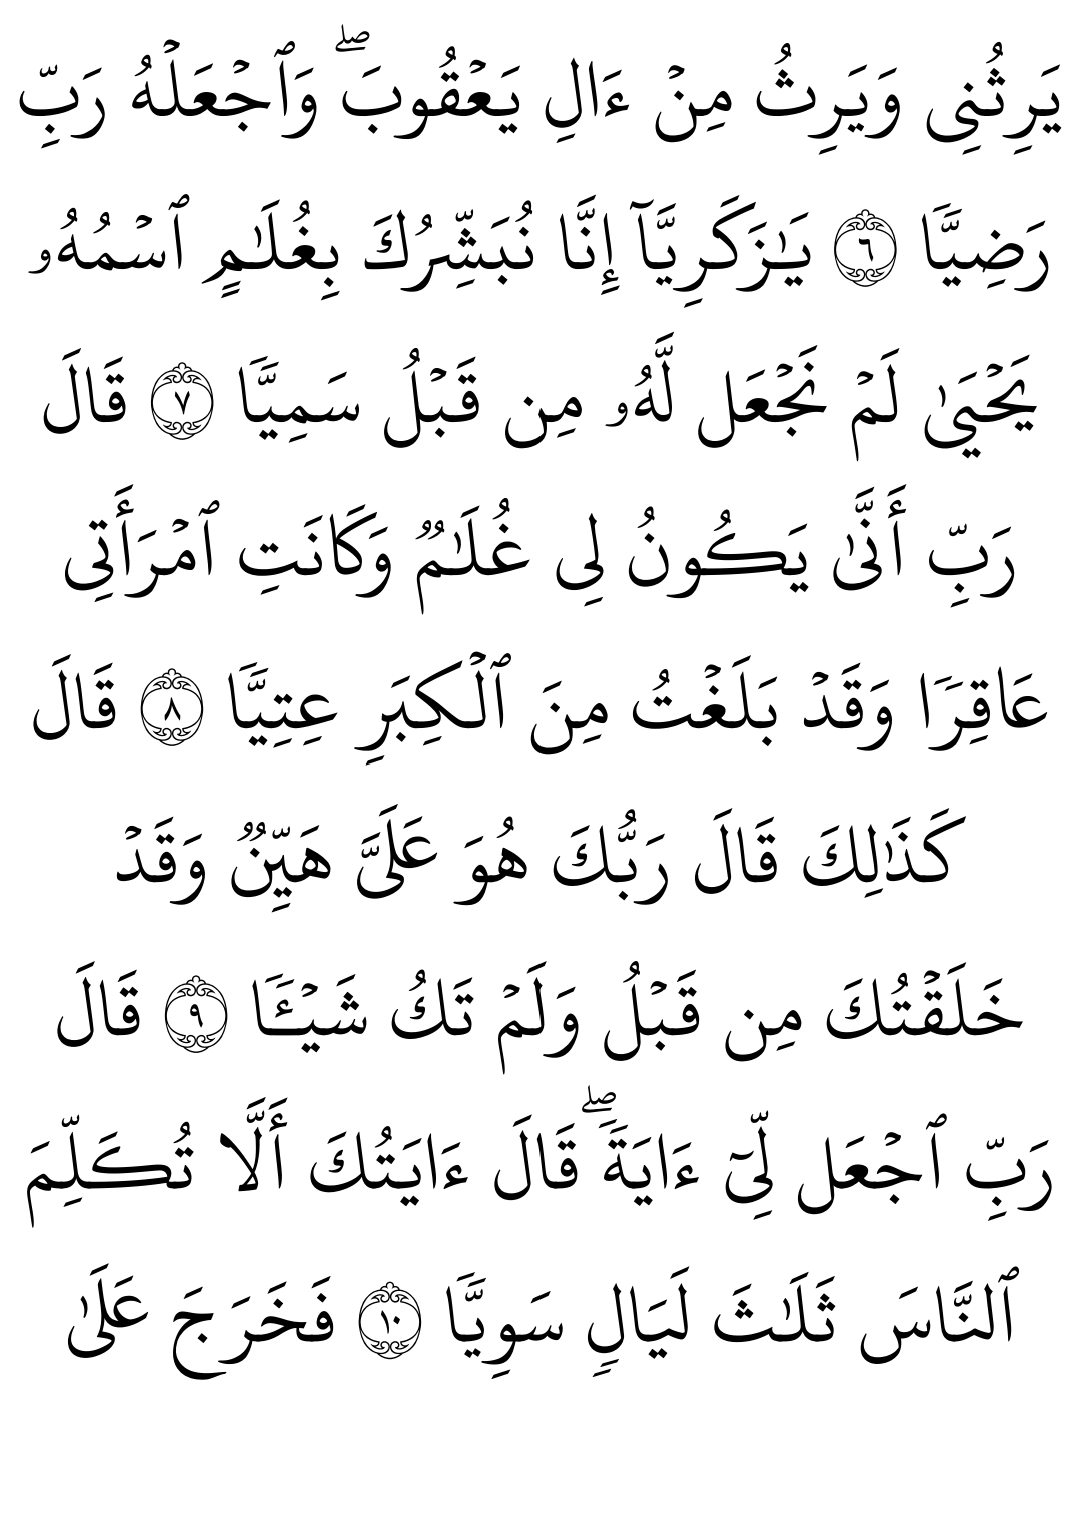 يَرِثُنِى وَيَرِثُ مِنۡ ءَالِ يَعۡقُوبَۖ وَٱجۡعَلۡهُ رَبِّ
رَضِيࣰّا ٦ يَـٰزَكَرِيَّاۤ إِنَّا نُبَشِّرُكَ بِغُلَـٰمٍ ٱسۡمُهُۥ
يَحۡيَىٰ لَمۡ نَجۡعَل لَّهُۥ مِن قَبۡلُ سَمِيࣰّا ٧ قَالَ
رَبِّ أَنَّىٰ يَكُونُ لِى غُلَـٰمࣱ وَكَانَتِ ٱمۡرَأَتِى
عَاقِرࣰا وَقَدۡ بَلَغۡتُ مِنَ ٱلۡكِبَرِ عِتِيࣰّا ٨ قَالَ
كَذَٰلِكَ قَالَ رَبُّكَ هُوَ عَلَىَّ هَيِّنࣱ وَقَدۡ
خَلَقۡتُكَ مِن قَبۡلُ وَلَمۡ تَكُ شَيۡـࣰٔا ٩ قَالَ
رَبِّ ٱجۡعَل لِّىۤ ءَايَةࣰۖ قَالَ ءَايَتُكَ أَلَّا تُكَلِّمَ
ٱلنَّاسَ ثَلَـٰثَ لَيَالࣲ سَوِيࣰّا ١٠ فَخَرَجَ عَلَىٰ